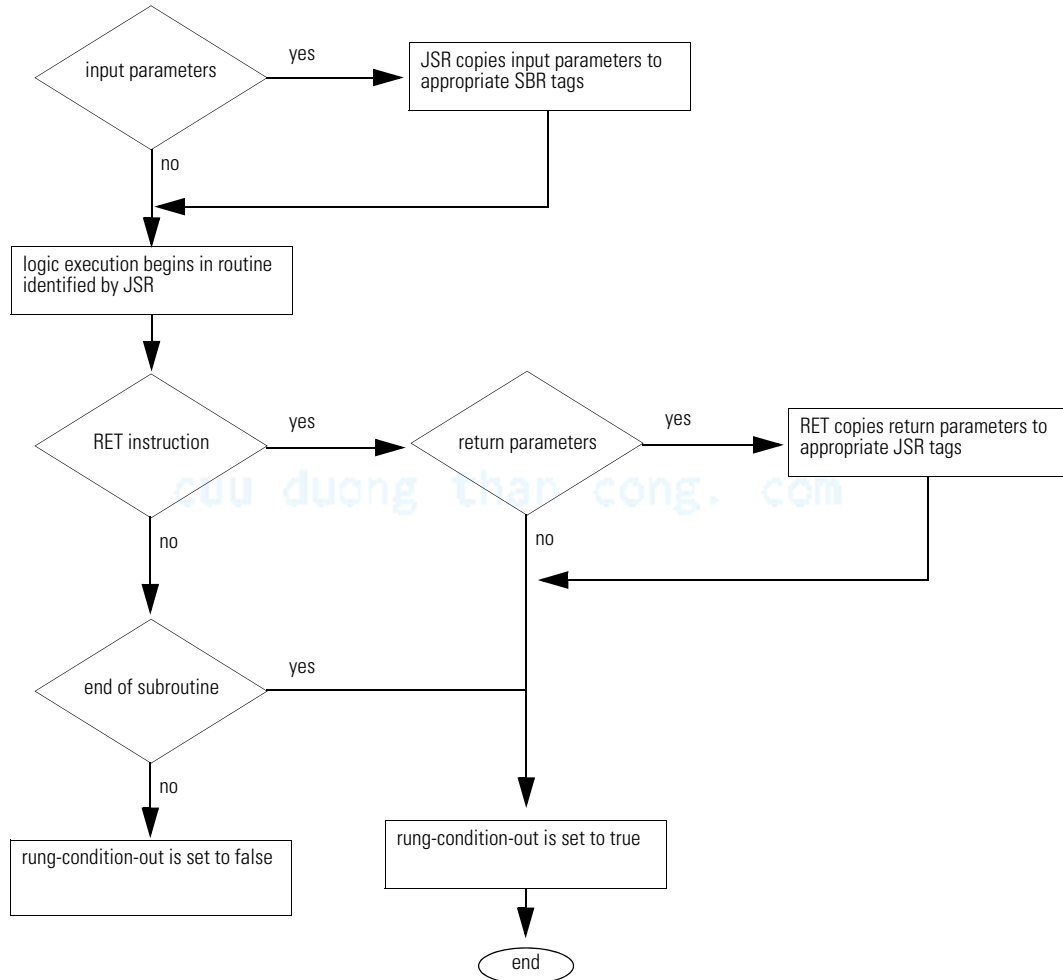 yes
input parameters
JSR copies input parameters to
appropriate SBR tags
no
logic execution begins in routine
identified by JSR
RET instruction
yes
return parameters
yes
RET copies return parameters to
appropriate JSR tags
cuu duong than cong. com
no
no
end of subroutine
yes
no
rung-condition-out is set to false
rung-condition-out is set to true
end